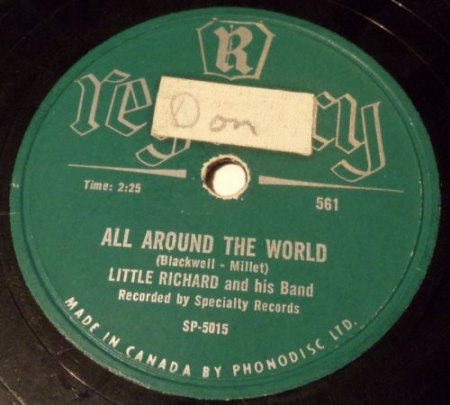 R
Don
Time: 2:25
561
ALL AROUND THE WORLD
(Blackwell - Millet)
LITTLE RICHARD and his Band
Recorded by Specialty Records
SP-5015
MADE IN CANADA BY PHONODISC LTD.